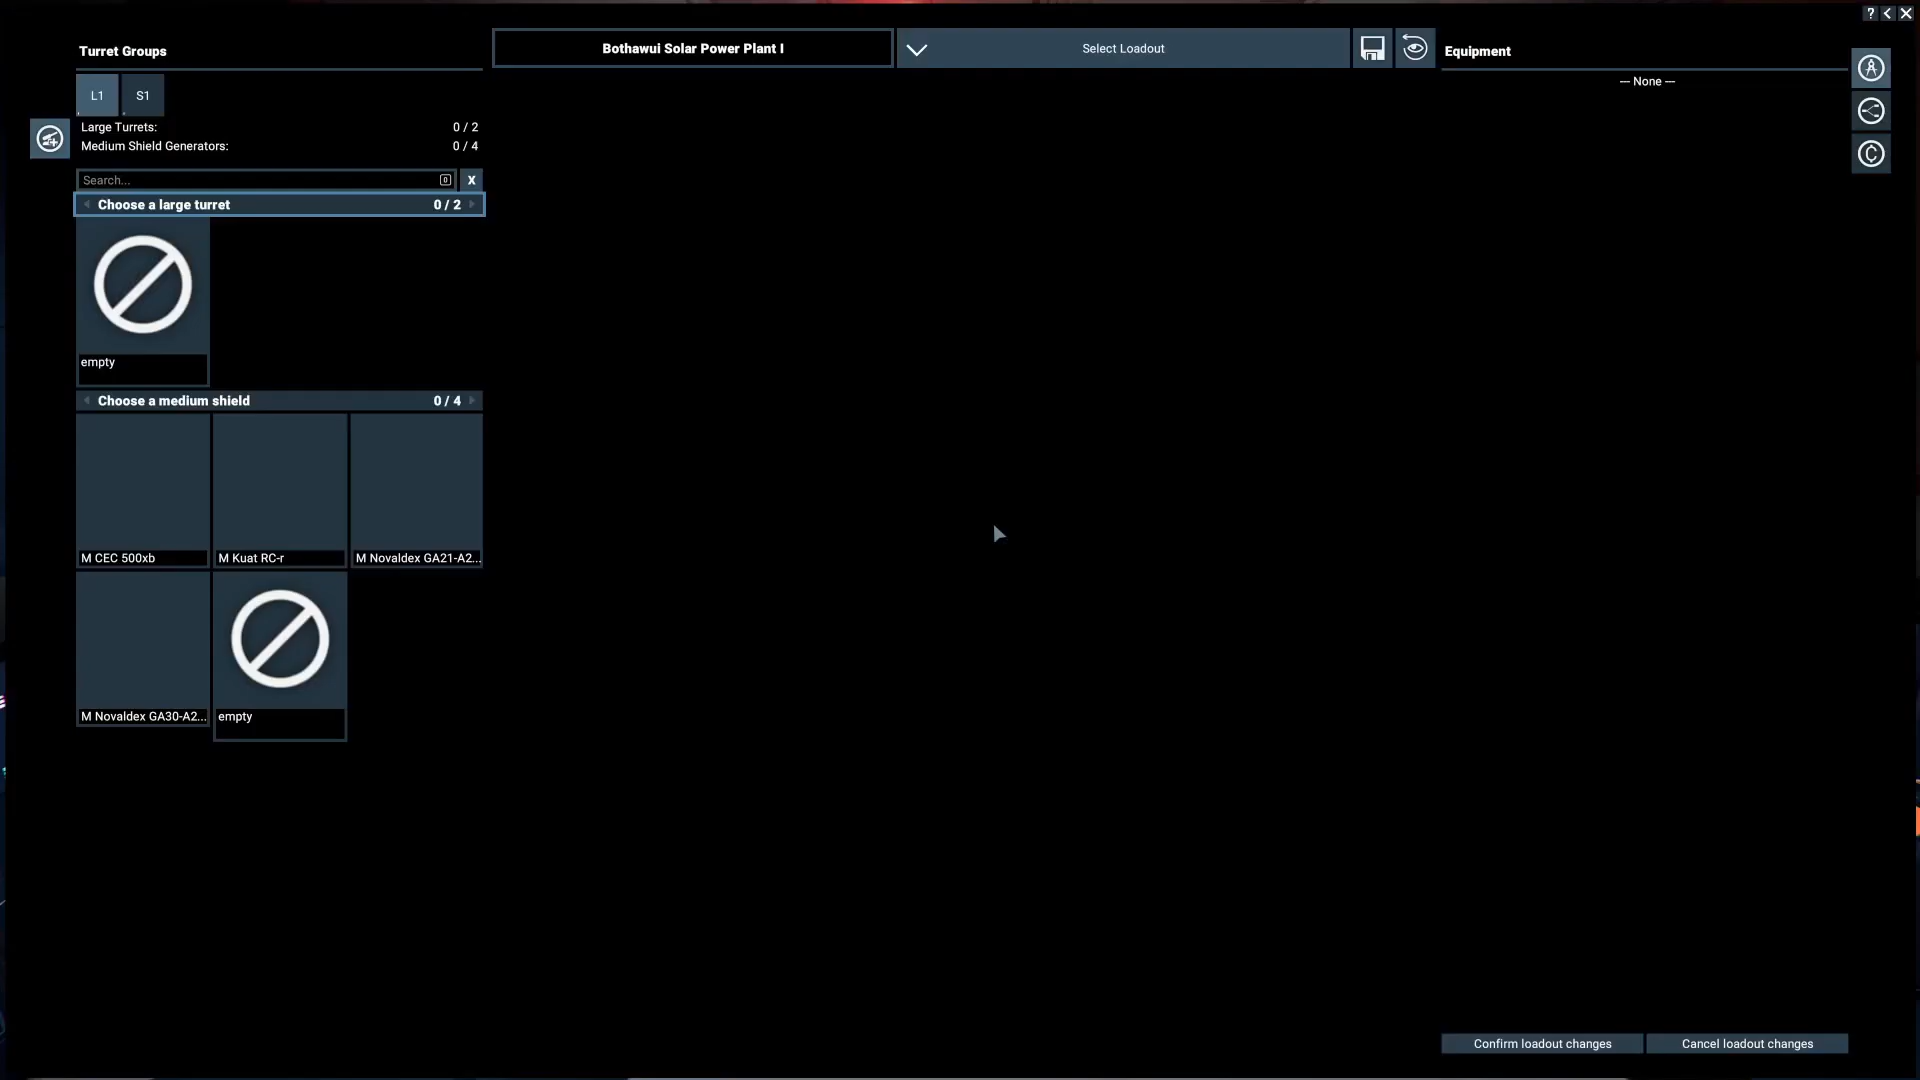 Turret Groups
Bothawui Solar Power Plant I
Select Loadout
Equipment
--- None ---
L1
S1
Large Turrets:
0 / 2
Medium Shield Generators:
0 / 4
Search...
X
Choose a large turret
0 / 2
empty
Choose a medium shield
0 / 4
M CEC 500xb
M Kuat RC-r
M Novaldex GA21-A2...
M Novaldex GA30-A2...
empty
Confirm loadout changes
Cancel loadout changes